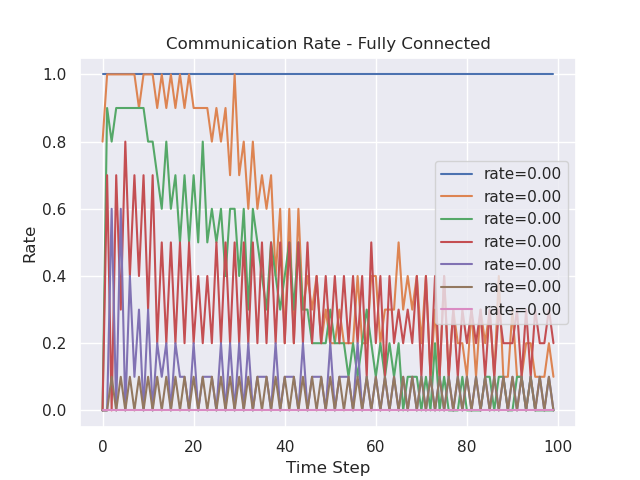 Communication Rate - Fully Connected
1.0
0.8
0.6
0.4
0.2
0.0
Rate
rate=0.00
rate=0.00
rate=0.00
rate=0.00
rate=0.00
rate=0.00
rate=0.00
0 20 40 60 80 100
Time Step